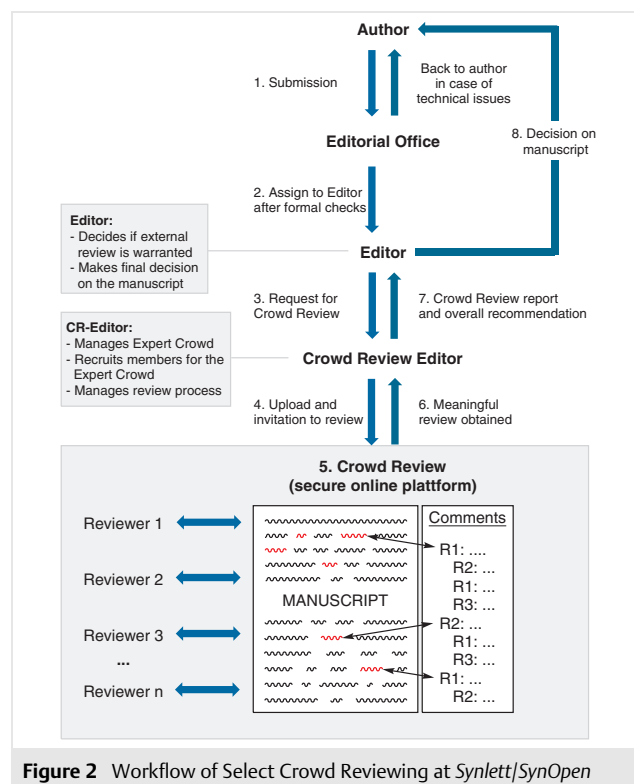 Author
1. Submission
Back to author
in case of
technical issues
Editorial Office
8. Decision on
manuscript
2. Assign to Editor
after formal checks
Editor:
- Decides if external
review is warranted
- Makes final decision
on the manuscript
Editor
3. Request for
Crowd Review
7. Crowd Review report
and overall recommendation
CR-Editor:
- Manages Expert Crowd
- Recruits members for the
Expert Crowd
- Manages review process
Crowd Review Editor
4. Upload and
invitation to review
6. Meaningful
review obtained
5. Crowd Review
(secure online plattform)
Reviewer 1
Reviewer 2
Reviewer 3
...
Reviewer n
MANUSCRIPT
Comments
R1: ....
R2: ...
R1: ...
R3: ...
R2: ...
R1: ...
R3: ...
R1: ...
R2: ...
Figure 2 Workflow of Select Crowd Reviewing at Synlett/SynOpen